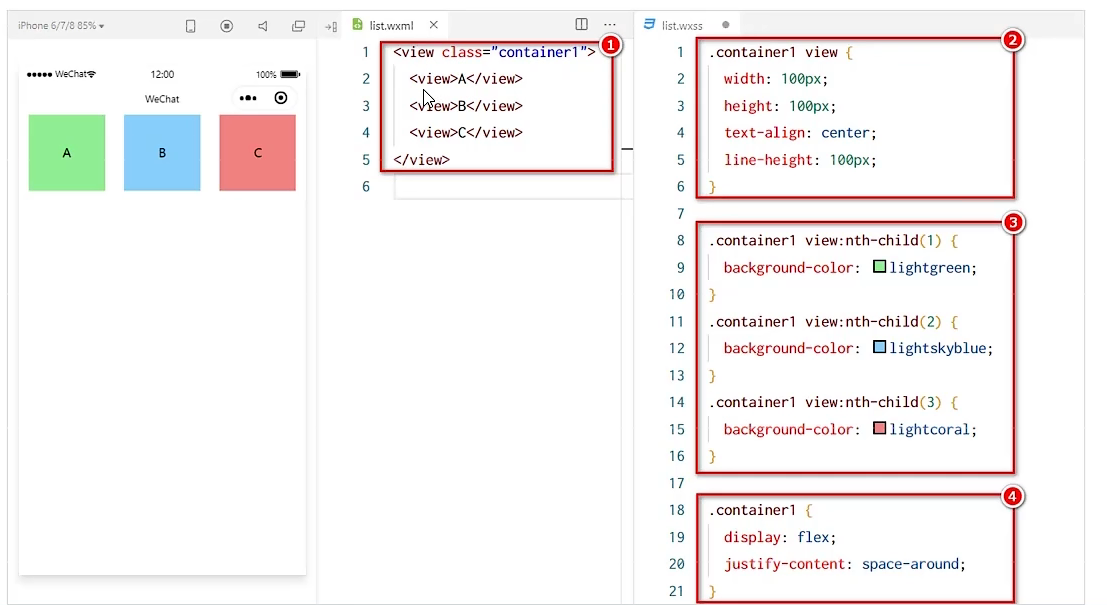 iPhone 6/7/8 85%
WeChat
12:00
100%
WeChat
A
B
C
list.wxml
1
1 <view class="container1">
2 <view>A</view>
3 <view>B</view>
4 <view>C</view>
5 </view>
6
list.wxss
2
1 .container1 view {
2 width: 100px;
3 height: 100px;
4 text-align: center;
5 line-height: 100px;
6 }
7
3
8 .container1 view:nth-child(1) {
9 background-color: lightgreen;
10 }
11 .container1 view:nth-child(2) {
12 background-color: lightskyblue;
13 }
14 .container1 view:nth-child(3) {
15 background-color: lightcoral;
16 }
17
4
18 .container1 {
19 display: flex;
20 justify-content: space-around;
21 }